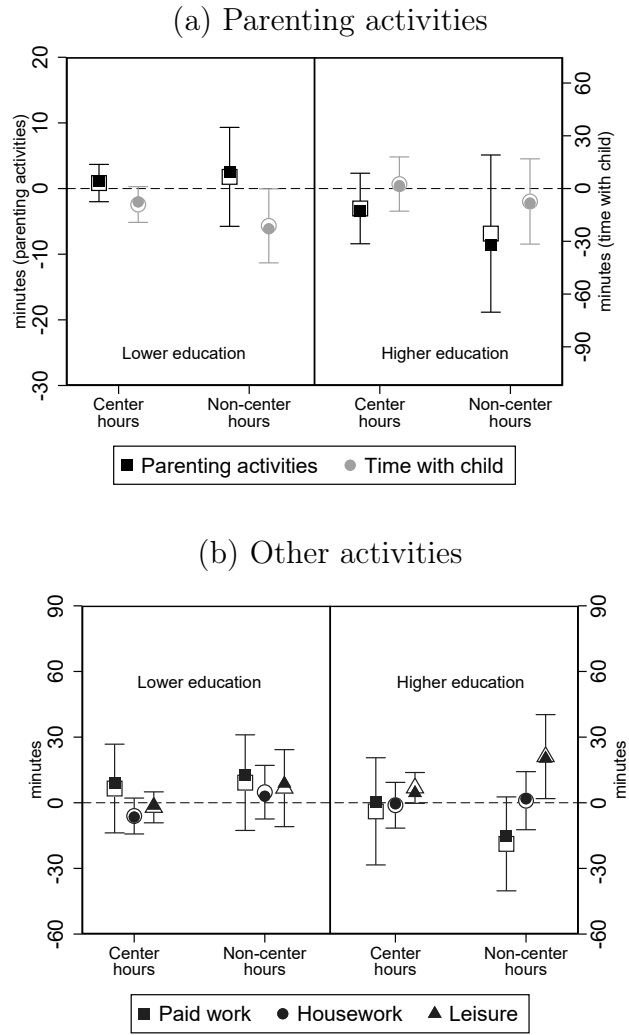 (a) Parenting activities
20
10
0
-10
-20
-30
minutes (parenting activities)
60
30
0
-30
-60
-90
minutes (time with child)
Lower education
Higher education
Center hours
Non-center hours
Center hours
Non-center hours
Parenting activities
Time with child
(b) Other activities
90
60
30
0
-30
-60
minutes
90
60
30
0
-30
-60
minutes
Lower education
Higher education
Center hours
Non-center hours
Center hours
Non-center hours
Paid work
Housework
Leisure